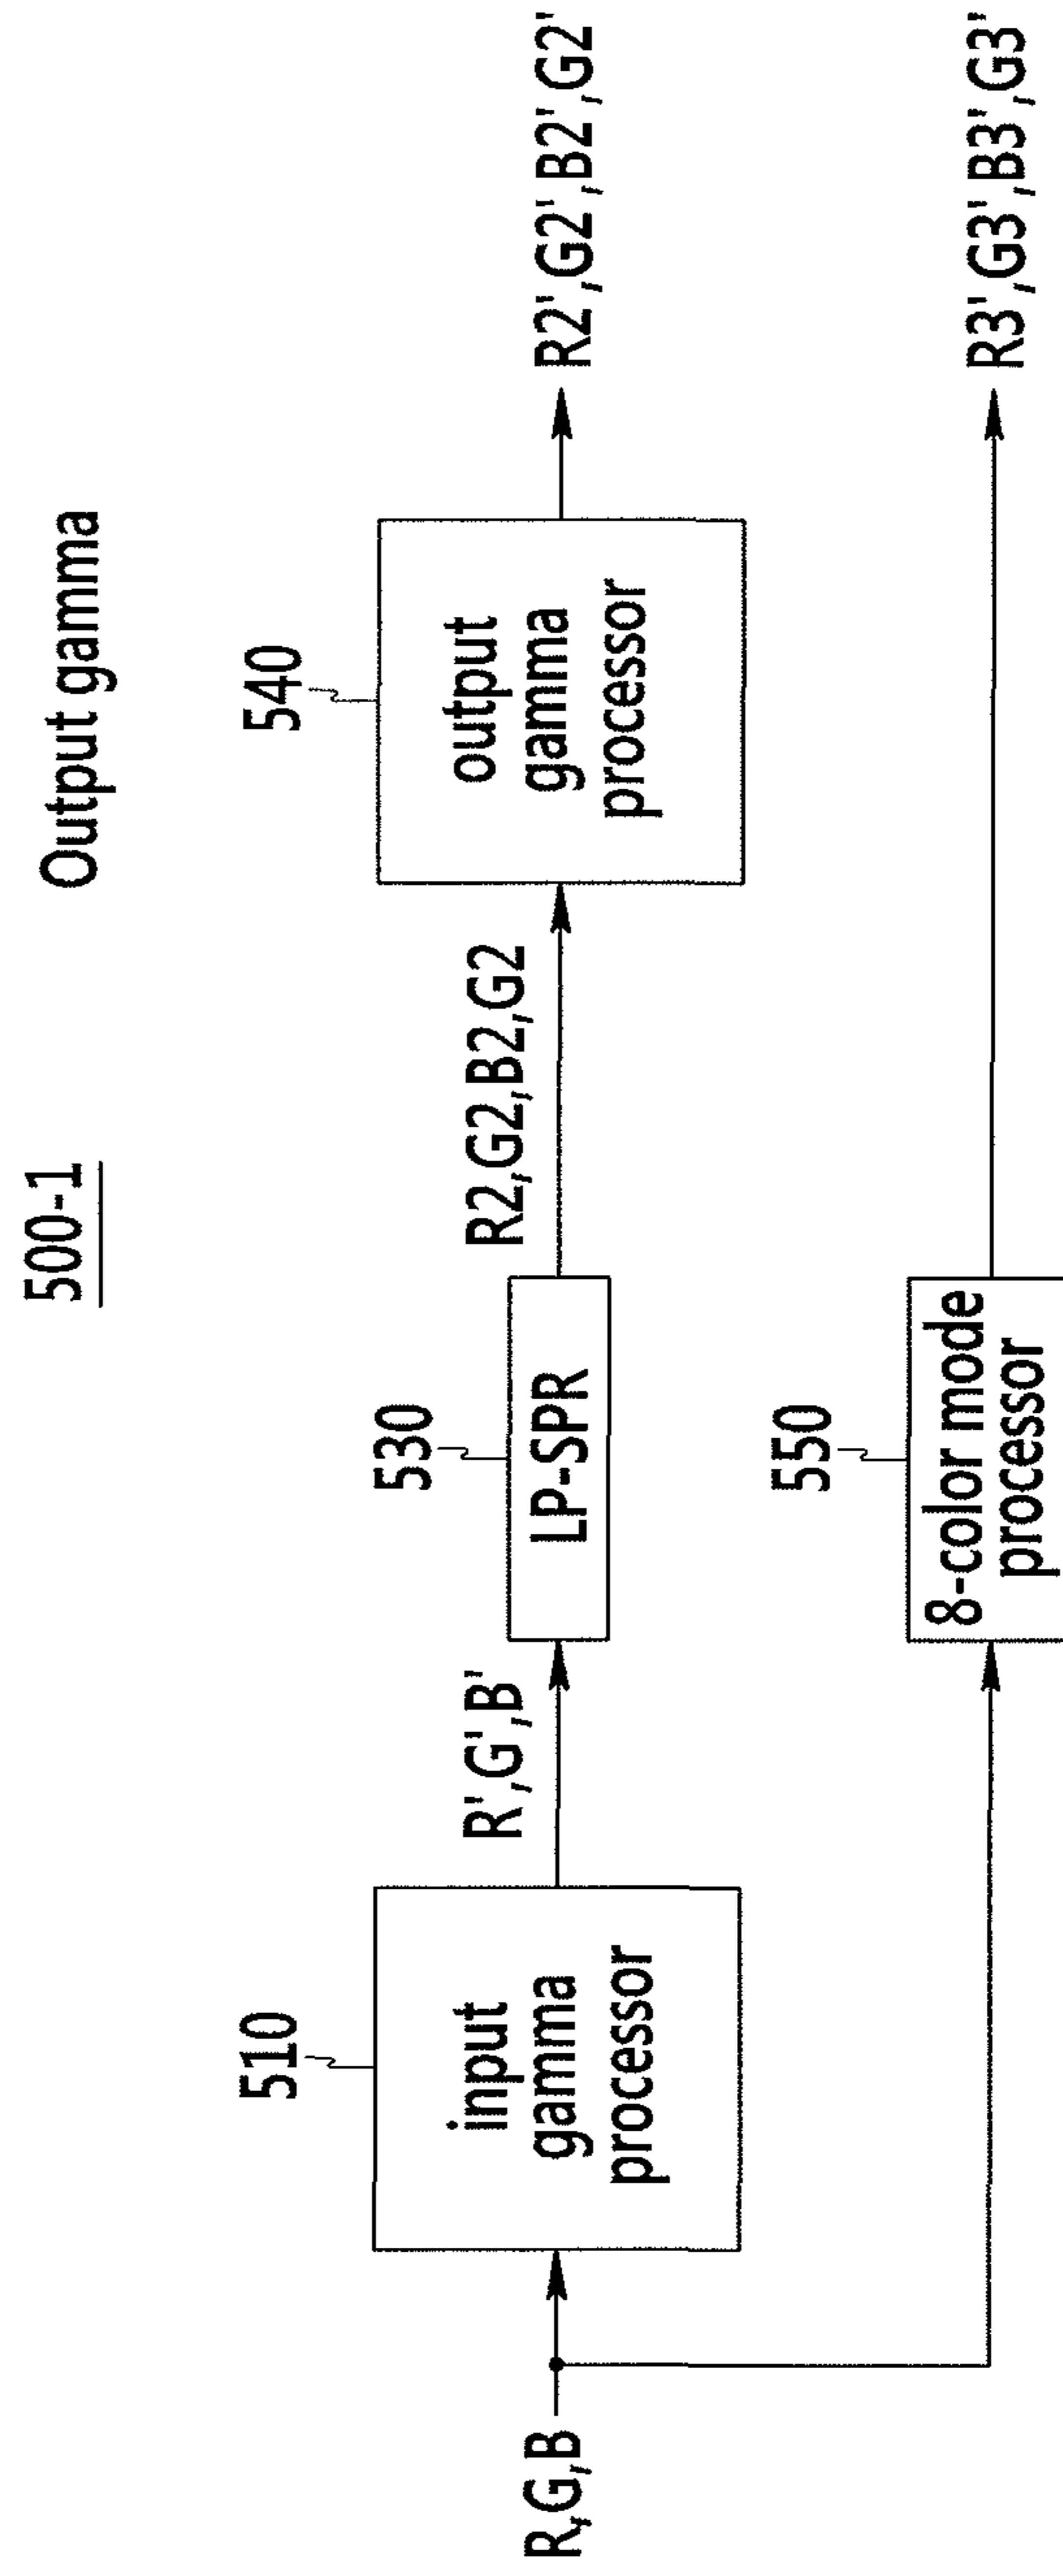 500-1
Output gamma
510
530
540
R,G,B
input
gamma
processor
R',G',B'
LP-SPR
R2,G2,B2,G2
output
gamma
processor
R2',G2',B2',G2'
550
8-color mode
processor
R3',G3',B3',G3'